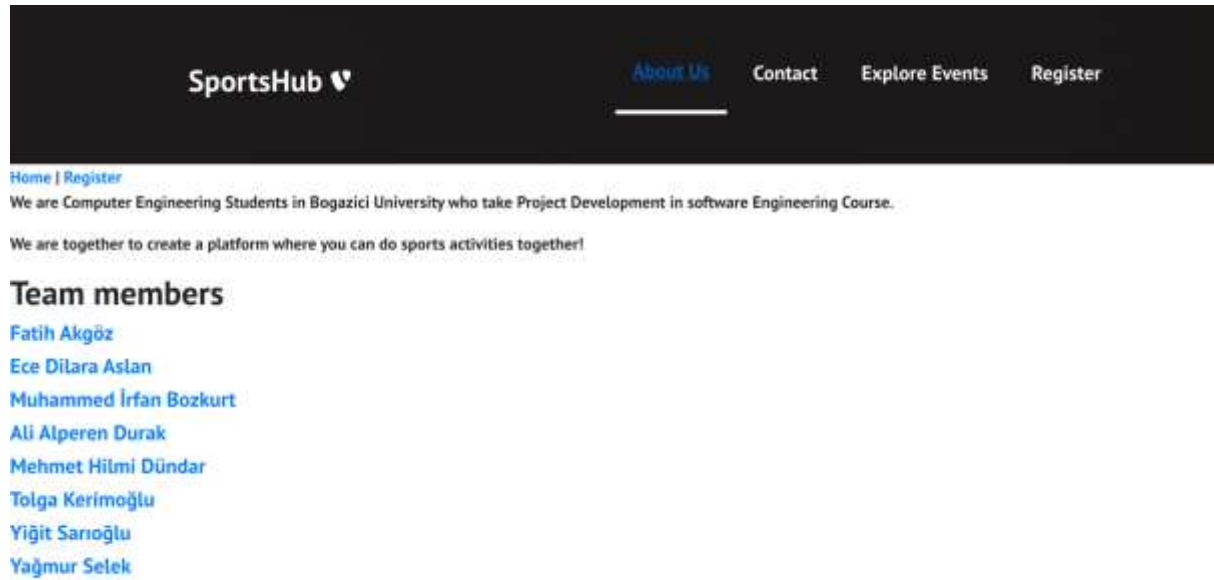 SportsHub
About Us Contact Explore Events Register
Home | Register
We are Computer Engineering Students in Bogazici University who take Project Development in software Engineering Course.
We are together to create a platform where you can do sports activities together!
Team members
Fatih Akgöz
Ece Dilara Aslan
Muhammed İrfan Bozkurt
Ali Alperen Durak
Mehmet Hilmi Dündar
Tolga Kerimoğlu
Yiğit Sarıoğlu
Yağmur Selek